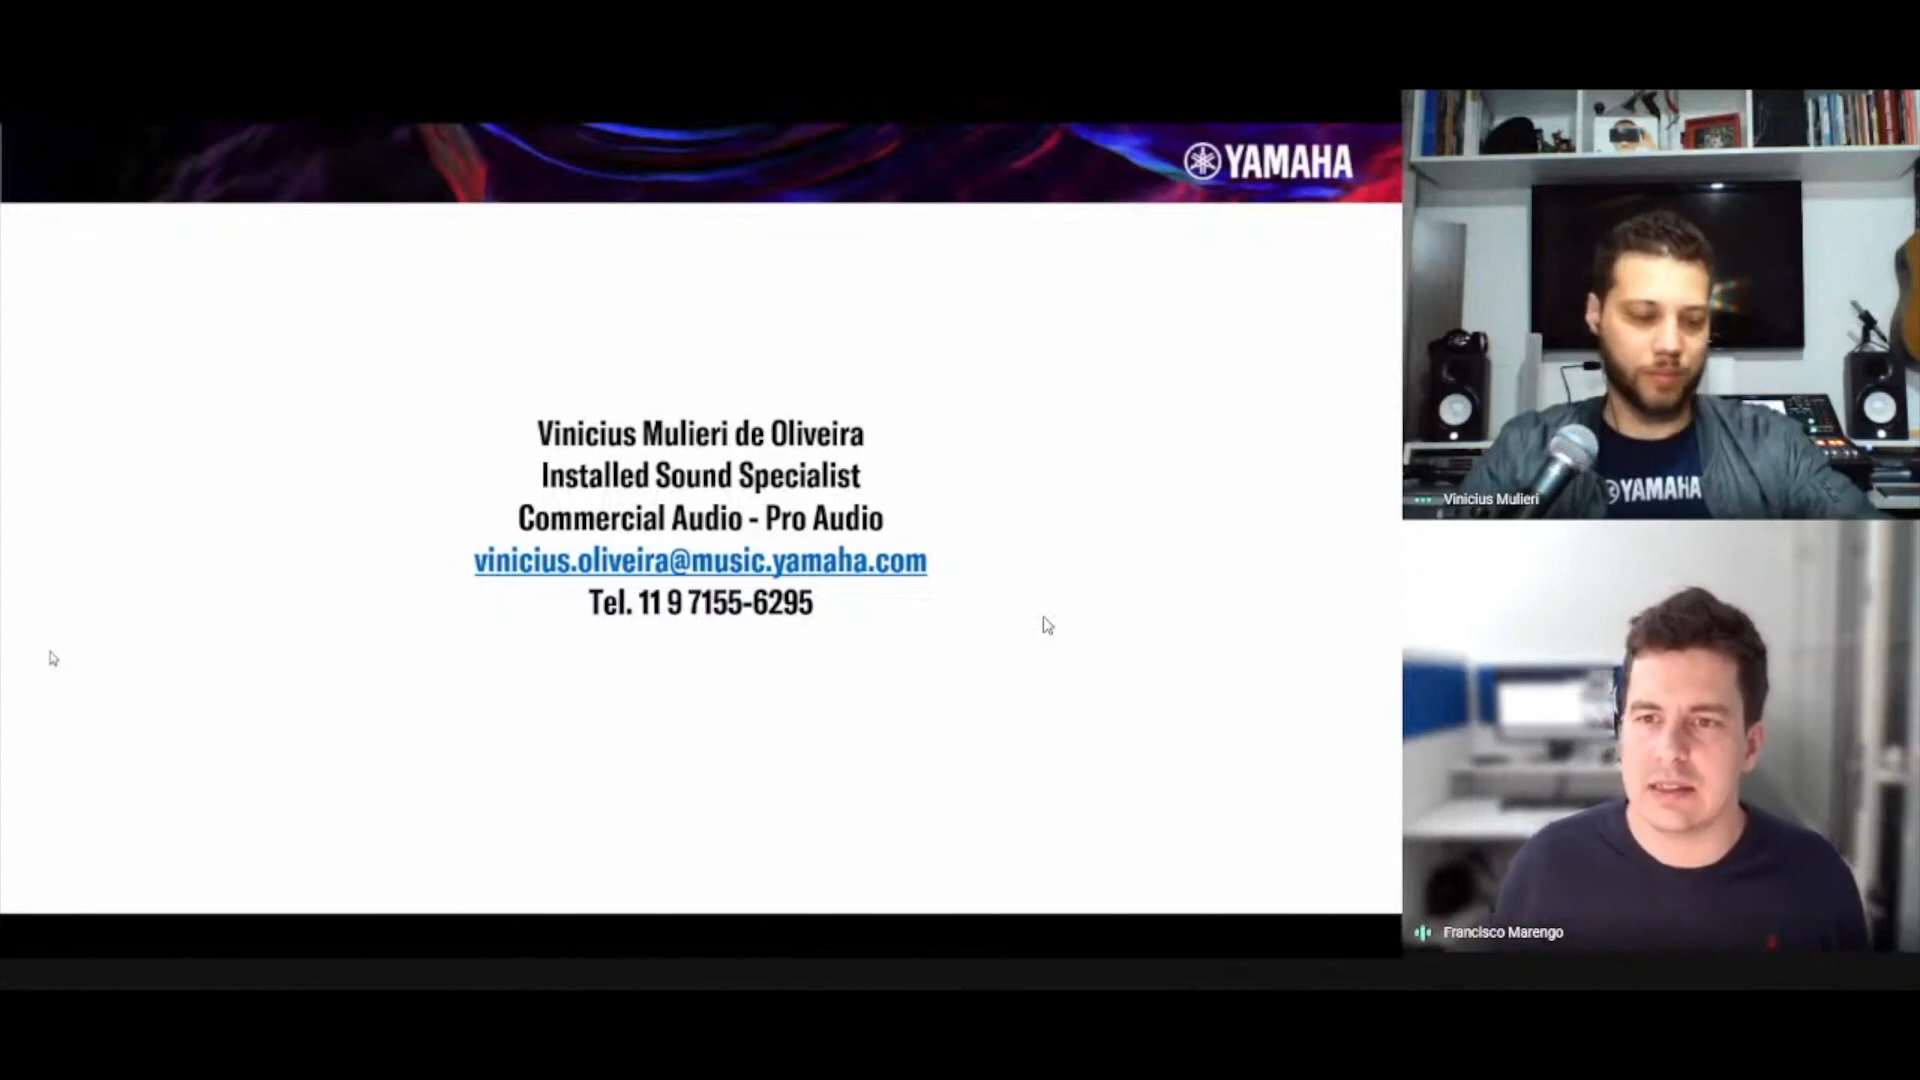 YAMAHA
Vinicius Mulieri de Oliveira
Installed Sound Specialist
Commercial Audio - Pro Audio
vinicius.oliveira@music.yamaha.com
Tel. 11 9 7155-6295
YAMAHA
Vinicius Mulieri
Francisco Marengo